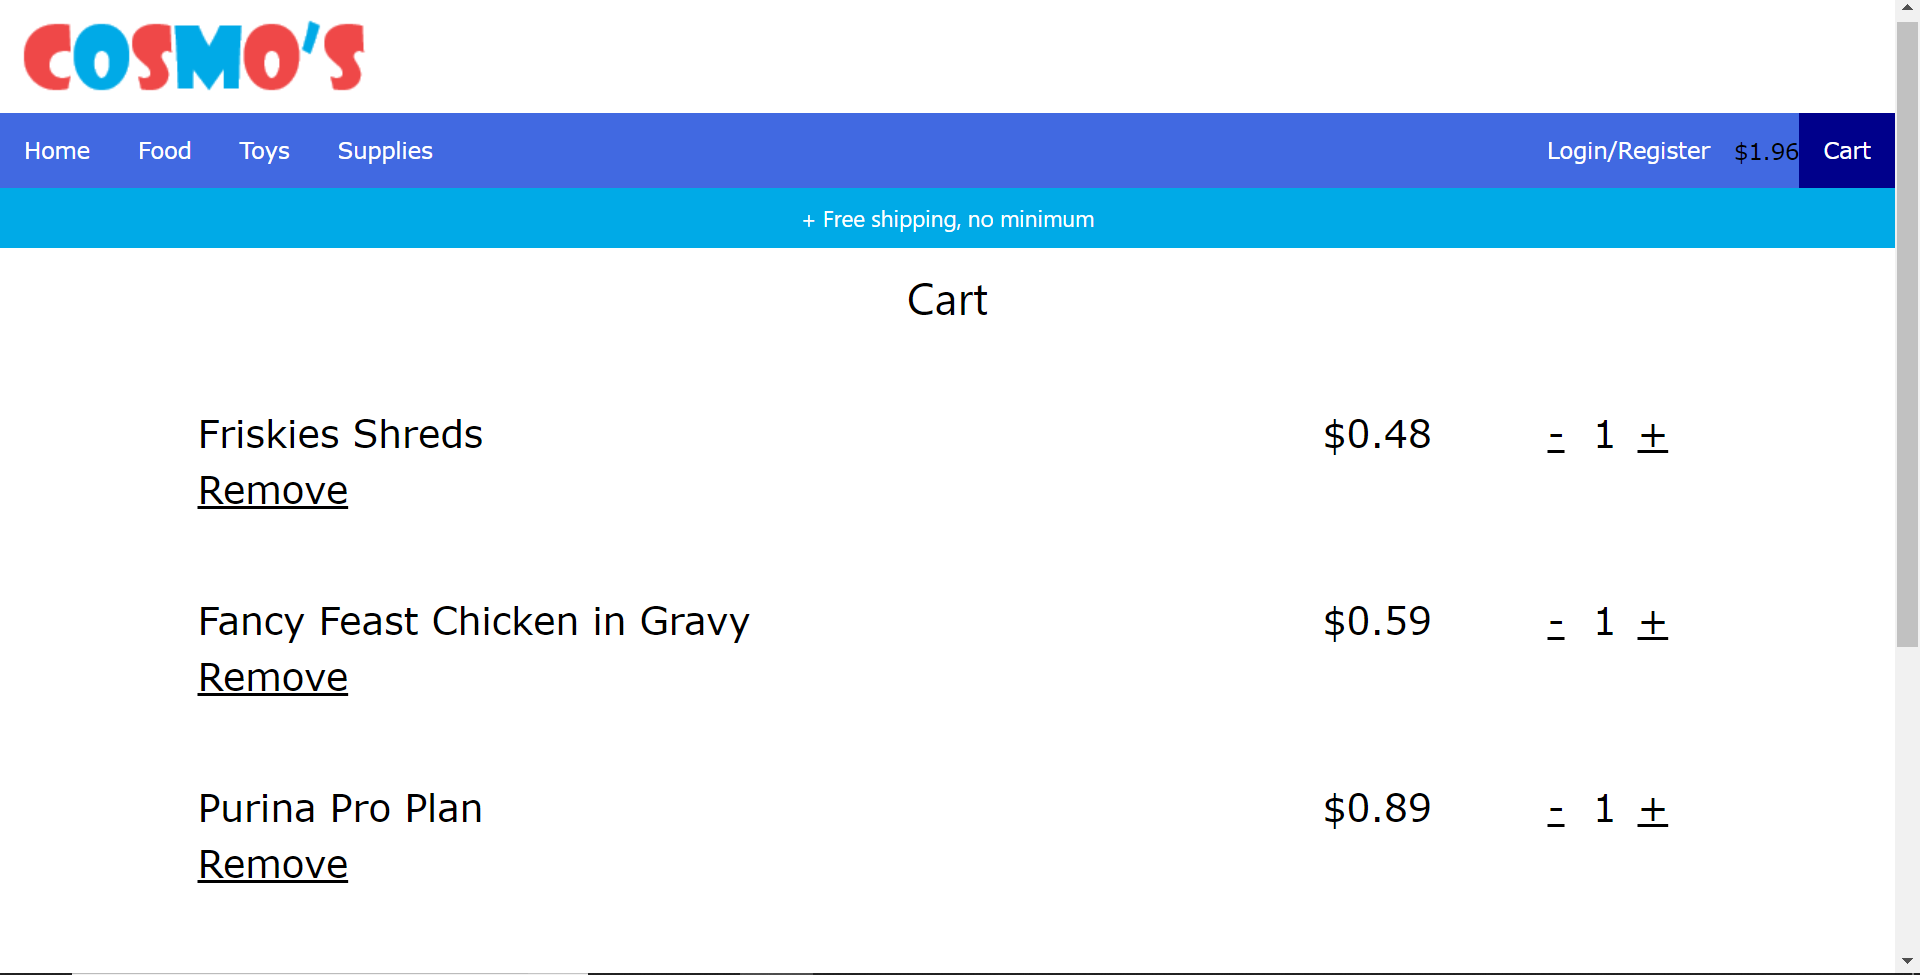 COSMO'S
Home Food Toys Supplies Login/Register $1.96 Cart
+ Free shipping, no minimum
Cart
Friskies Shreds $0.48 - 1 +
Remove
Fancy Feast Chicken in Gravy $0.59 - 1 +
Remove
Purina Pro Plan $0.89 - 1 +
Remove